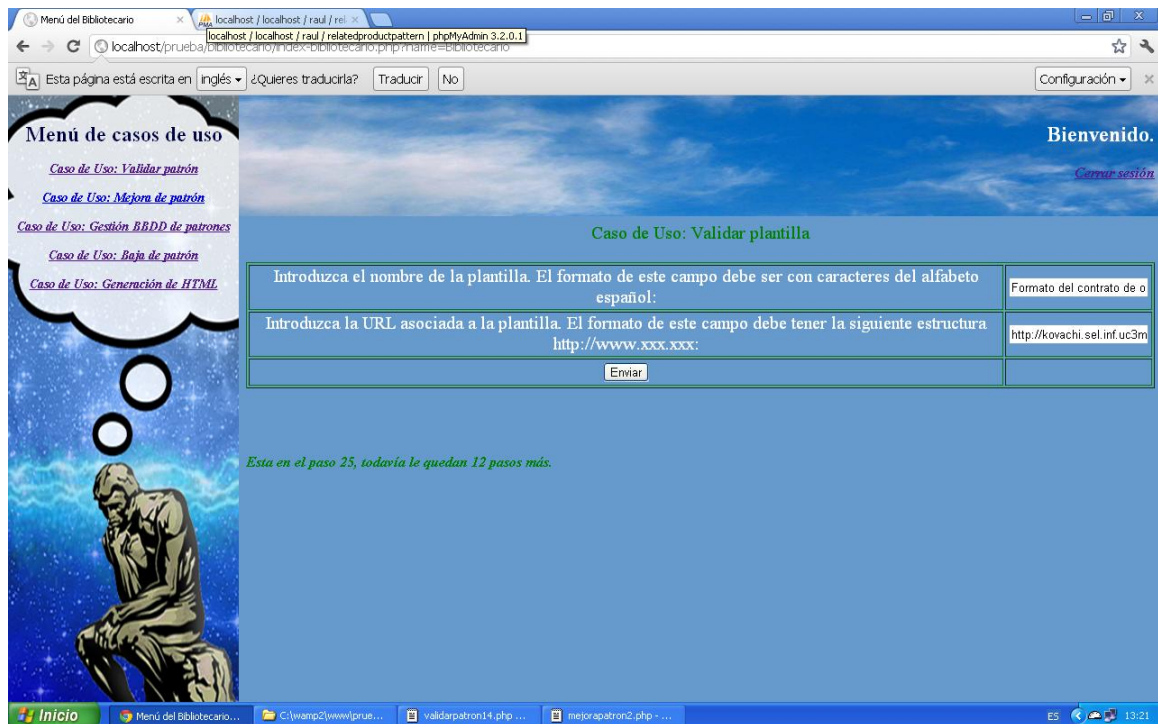 Menú del Bibliotecario
localhost / localhost / raul / rel
localhost / localhost / raul / relatedproductpattern | phpMyAdmin 3.2.0.1
localhost/prueba/bibliotecario/index-bibliotecario.php?name=Bibliotecario
Esta página está escrita en inglés ¿Quieres traducirla? Traducir No Configuración
Menú de casos de uso
Caso de Uso: Validar patrón
Caso de Uso: Mejora de patrón
Caso de Uso: Gestión BBDD de patrones
Caso de Uso: Baja de patrón
Caso de Uso: Generación de HTML
Bienvenido.
Cerrar sesión
Caso de Uso: Validar plantilla
Introduzca el nombre de la plantilla. El formato de este campo debe ser con caracteres del alfabeto
español:
Formato del contrato de o
Introduzca la URL asociada a la plantilla. El formato de este campo debe tener la siguiente estructura
http://www.xxx.xxx:
http://kovachi.sel.inf.uc3m
Enviar
Esta en el paso 25, todavía le quedan 12 pasos más.
Inicio
Menú del Bibliotecario...
C:\wamp2\www\prue...
validarpatron14.php ...
mejorapatron2.php - ...
ES
13:21